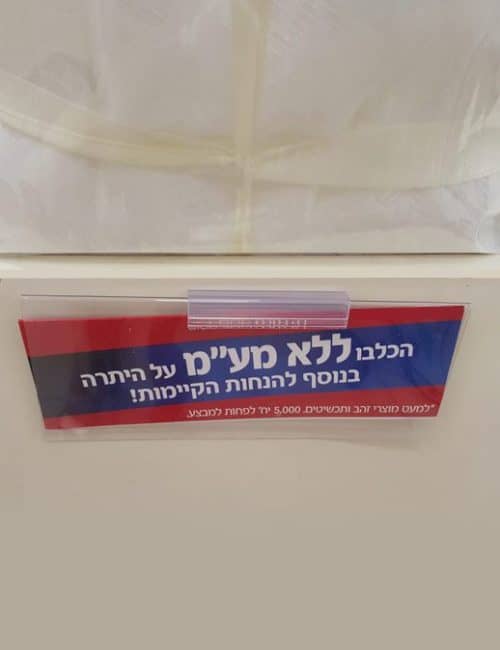 הכלבו ללא מע״מ על היתרה
בנוסף להנחות הקיימות!
*למעט מוצרי זהב ותכשיטים. 5,000 יח' לפחות למבצע.